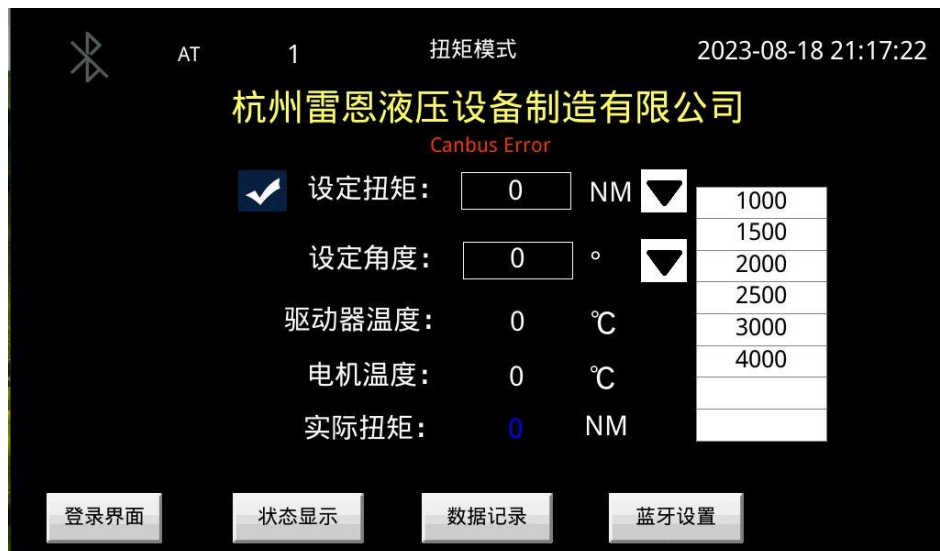 AT 1 扭矩模式 2023-08-18 21:17:22
杭州雷恩液压设备制造有限公司
Canbus Error
设定扭矩: 0 NM
设定角度: 0 °
驱动器温度: 0 ℃
电机温度: 0 ℃
实际扭矩: 0 NM
1000
1500
2000
2500
3000
4000
登录界面 状态显示 数据记录 蓝牙设置